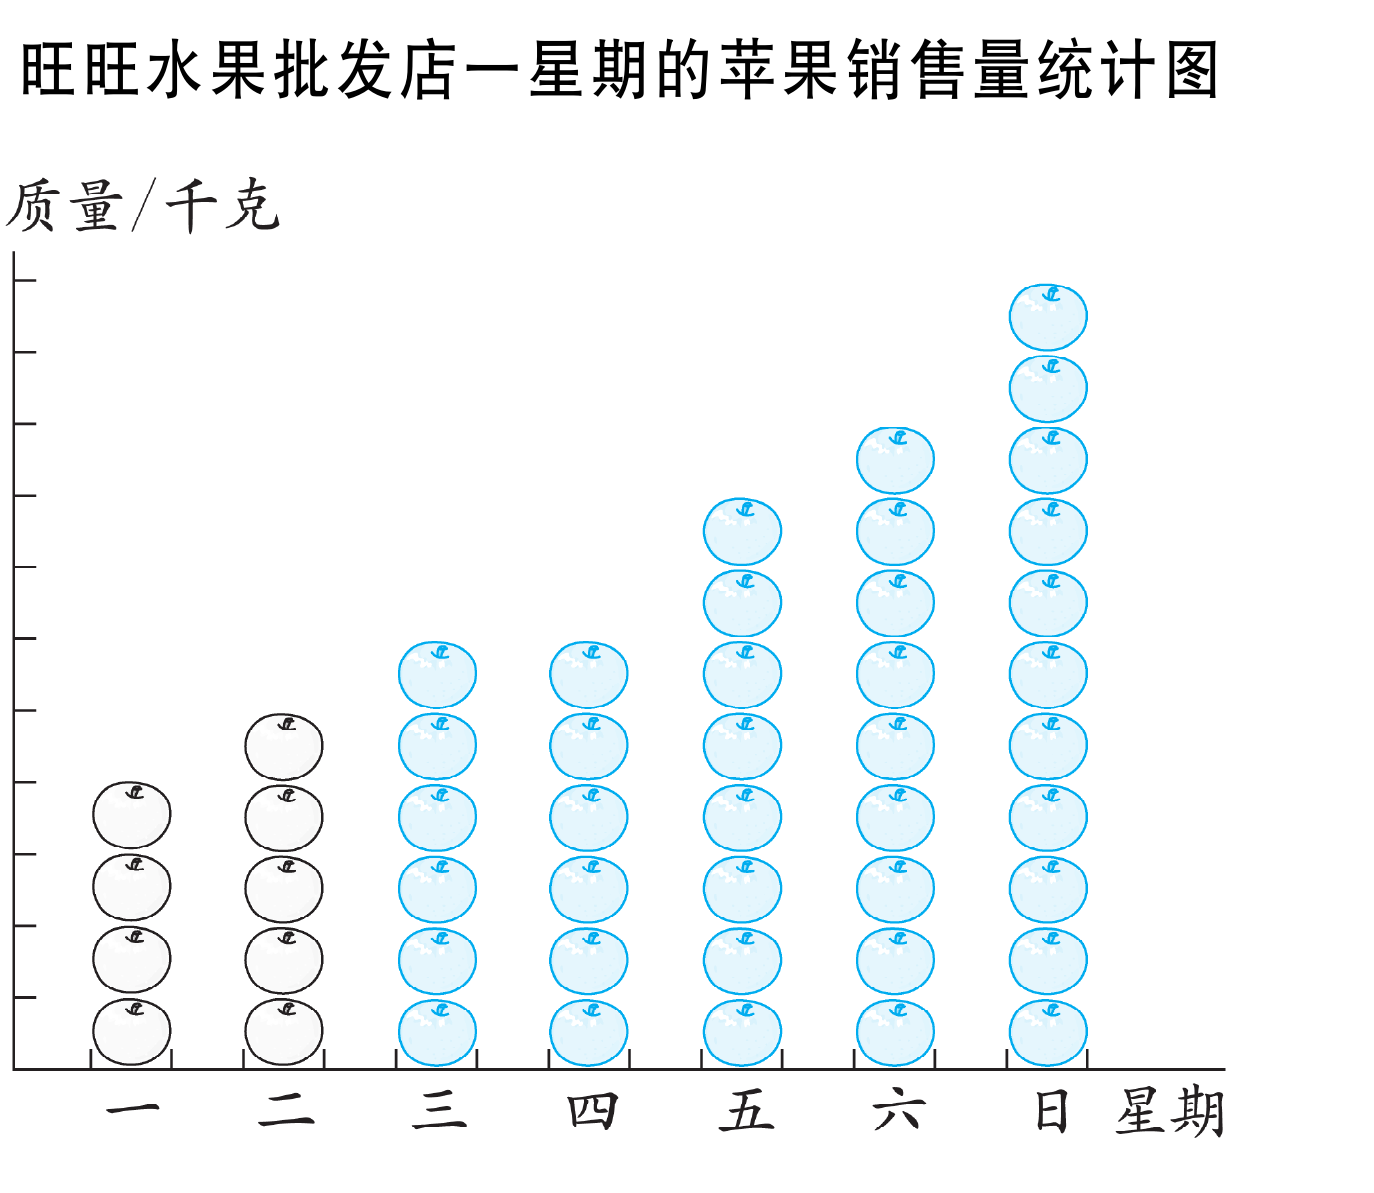 旺旺水果批发店一星期的苹果销售量统计图
质量/千克
一 二 三 四 五 六 日 星期